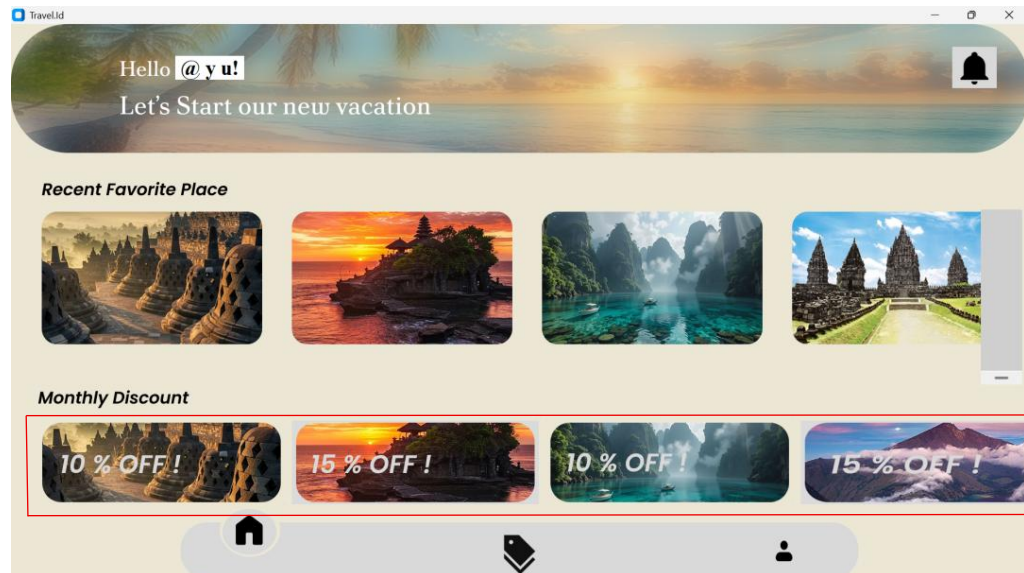 Travel.Id
Hello @ y u!
Let's Start our new vacation
Recent Favorite Place
Monthly Discount
10 % OFF !
15 % OFF !
10 % OFF !
15 % OFF !